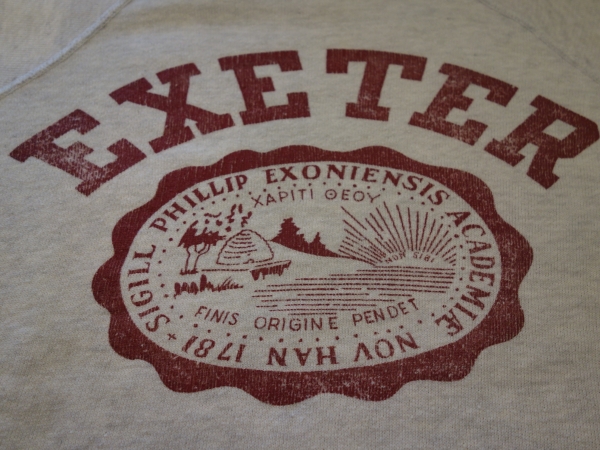 EXETER
SIGILL PHILLIP EXONIENSIS ACADEMIÆ NOV HAN 1781
ΧΑΡΙΤΙ ΘΕΟΥ
NON SIBI
FINIS ORIGINE PENDET